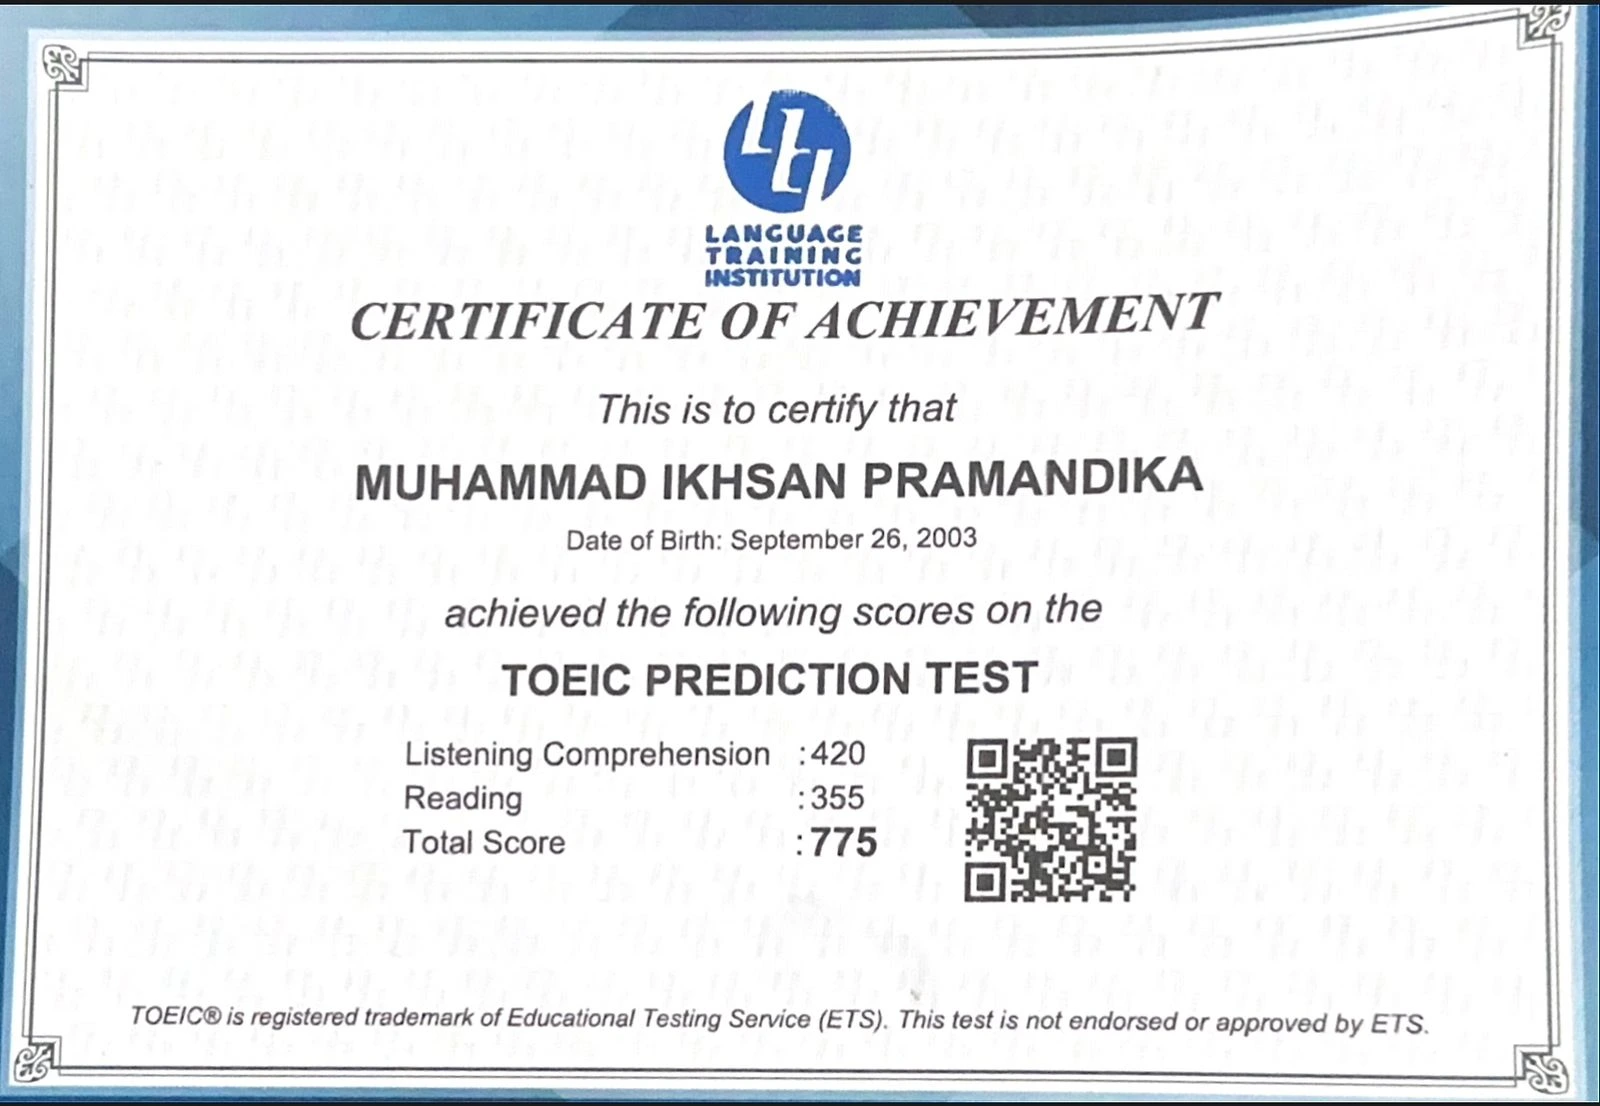 LTI
LANGUAGE
TRAINING
INSTITUTION
CERTIFICATE OF ACHIEVEMENT
This is to certify that
MUHAMMAD IKHSAN PRAMANDIKA
Date of Birth: September 26, 2003
achieved the following scores on the
TOEIC PREDICTION TEST
Listening Comprehension :420
Reading :355
Total Score :775
TOEIC® is registered trademark of Educational Testing Service (ETS). This test is not endorsed or approved by ETS.